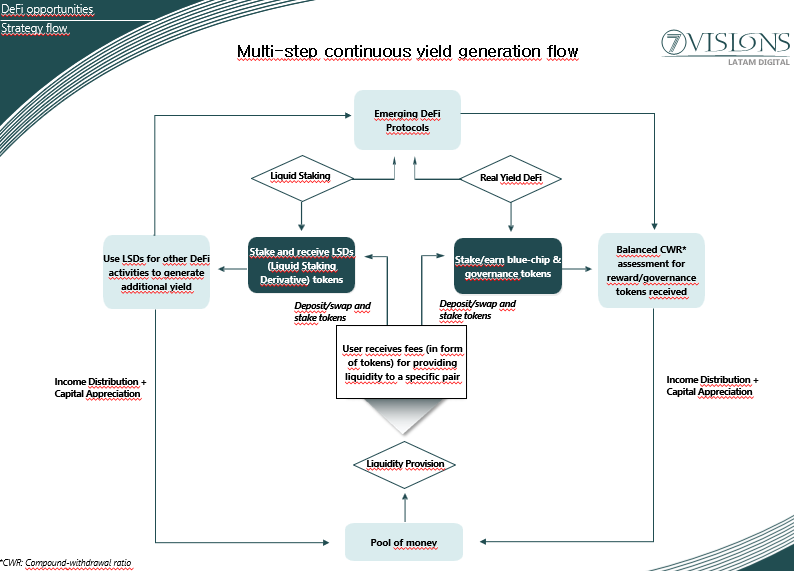 DeFi opportunities
Strategy flow
Multi-step continuous yield generation flow
7VISIONS
LATAM DIGITAL
Emerging DeFi
Protocols
Liquid Staking
Real Yield DeFi
Use LSDs for other DeFi
activities to generate
additional yield
Stake and receive LSDs
(Liquid Staking
Derivative) tokens
Stake/earn blue-chip &
governance tokens
Balanced CWR*
assessment for
reward/governance
tokens received
Deposit/swap and
stake tokens
Deposit/swap and
stake tokens
User receives fees (in form
of tokens) for providing
liquidity to a specific pair
Income Distribution +
Capital Appreciation
Income Distribution +
Capital Appreciation
Liquidity Provision
Pool of money
*CWR: Compound-withdrawal ratio